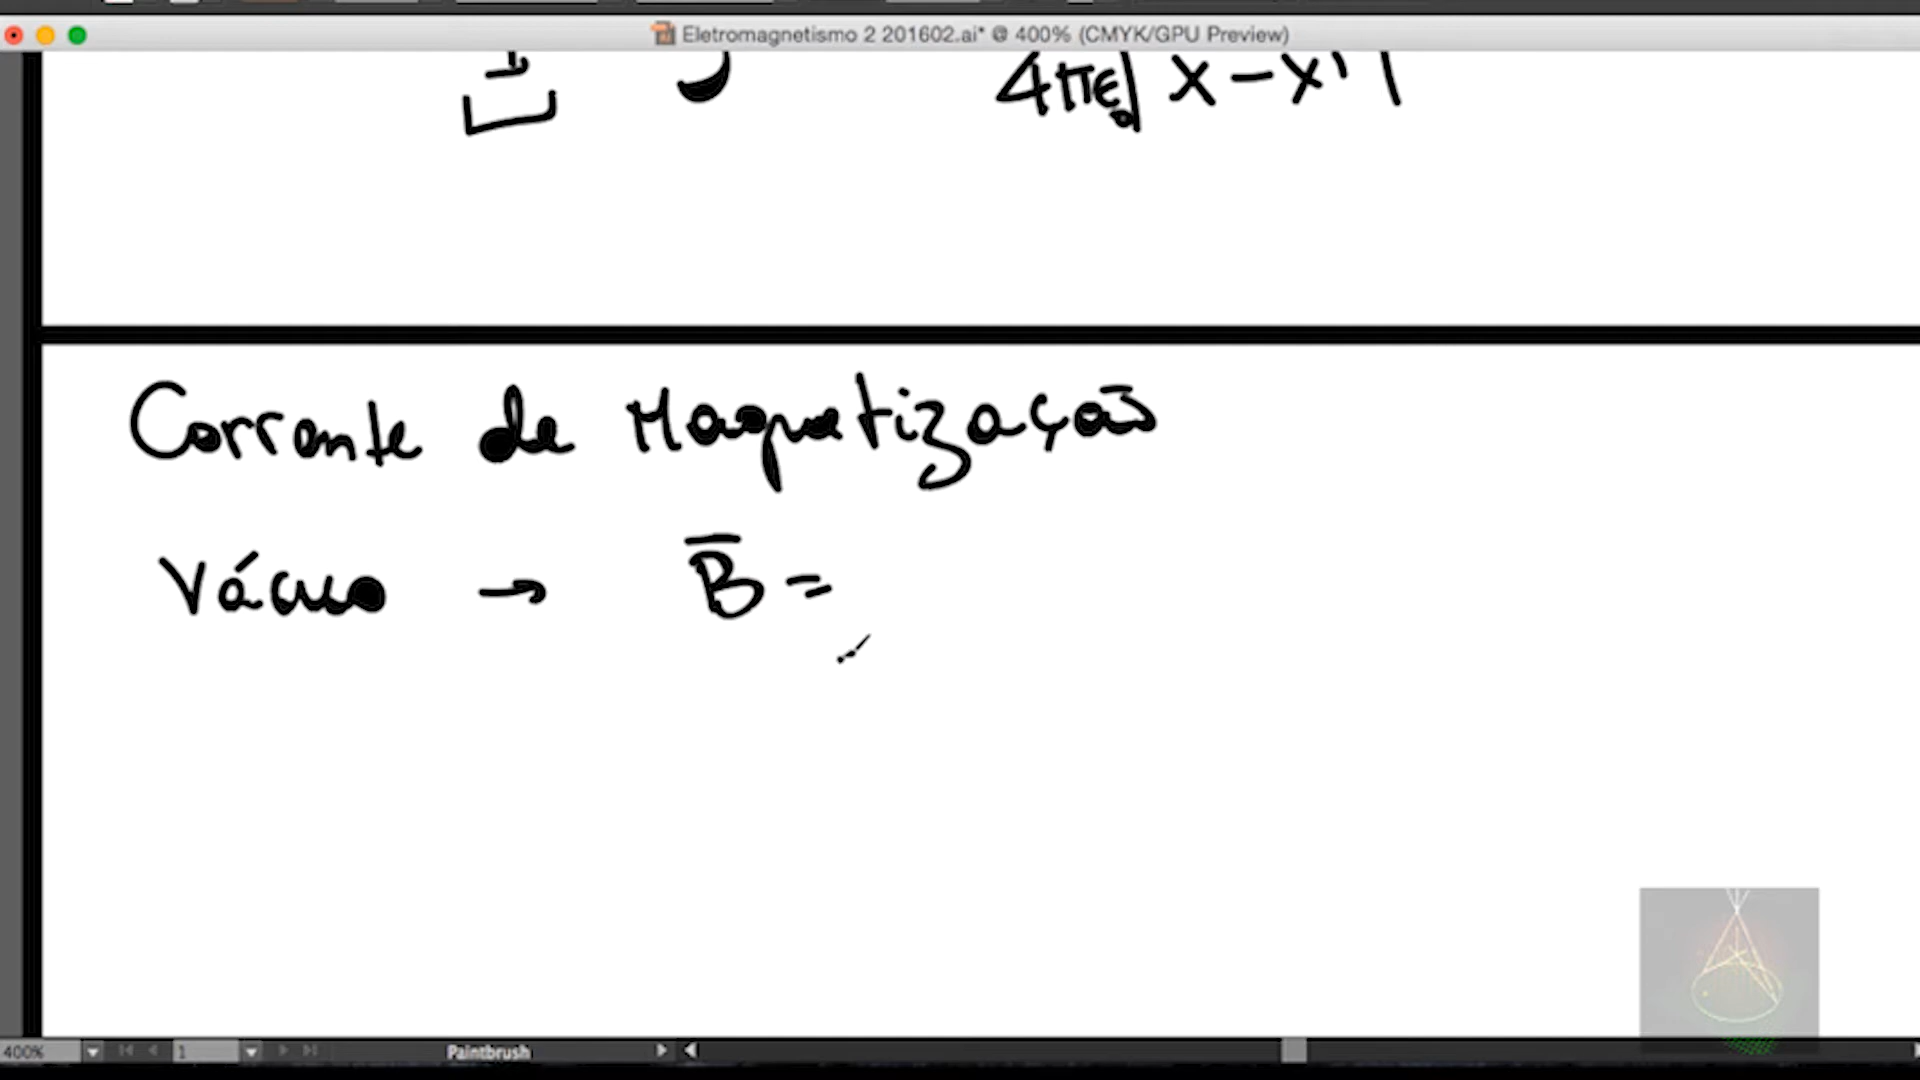 Eletromagnetismo 2 201602.ai* @ 400% (CMYK/GPU Preview)
4πε₀|x-x'|
Corrente de Magnetização
Vácuo → B̅ =
400%
1
Paintbrush